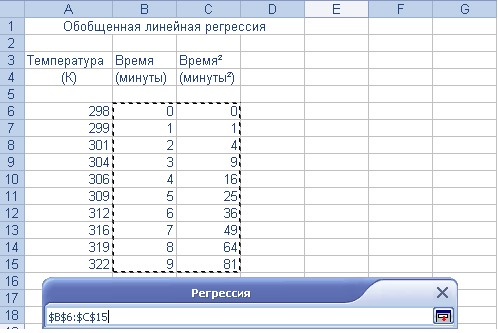 A B C D E F G
1 Обобщенная линейная регрессия
2
3 Температура Время Время²
4 (К) (минуты) (минуты²)
5
6 298 0 0
7 299 1 1
8 301 2 4
9 304 3 9
10 306 4 16
11 309 5 25
12 312 6 36
13 316 7 49
14 319 8 64
15 322 9 81
16
17 Регрессия
18 $B$6:$C$15